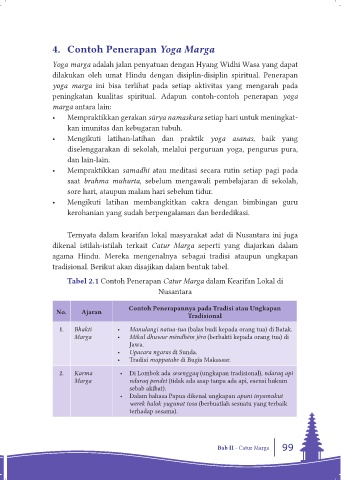 4. Contoh Penerapan Yoga Marga
Yoga marga adalah jalan penyatuan dengan Hyang Widhi Wasa yang dapat
dilakukan oleh umat Hindu dengan disiplin-disiplin spiritual. Penerapan
yoga marga ini bisa terlihat pada setiap aktivitas yang mengarah pada
peningkatan kualitas spiritual. Adapun contoh-contoh penerapan yoga
marga antara lain:
• Mempraktikkan gerakan sūrya namaskara setiap hari untuk meningkat-
kan imunitas dan kebugaran tubuh.
• Mengikuti latihan-latihan dan praktik yoga asanas, baik yang
diselenggarakan di sekolah, melalui perguruan yoga, pengurus pura,
dan lain-lain.
• Mempraktikkan samadhi atau meditasi secara rutin setiap pagi pada
saat brahma muhurta, sebelum mengawali pembelajaran di sekolah,
sore hari, ataupun malam hari sebelum tidur.
• Mengikuti latihan membangkitkan cakra dengan bimbingan guru
kerohanian yang sudah berpengalaman dan berdedikasi.
Ternyata dalam kearifan lokal masyarakat adat di Nusantara ini juga
dikenal istilah-istilah terkait Catur Marga seperti yang diajarkan dalam
agama Hindu. Mereka mengenalnya sebagai tradisi ataupun ungkapan
tradisional. Berikut akan disajikan dalam bentuk tabel.
Tabel 2.1 Contoh Penerapan Catur Marga dalam Kearifan Lokal di
Nusantara
No. Ajaran Contoh Penerapannya pada Tradisi atau Ungkapan
Tradisional
1. Bhakti • Manulangi natua-tua (balas budi kepada orang tua) di Batak.
Marga • Mikul dhuwur mendhêm jêro (berbakti kepada orang tua) di
Jawa.
• Upacara ngaras di Sunda.
• Tradisi mappatabe di Bugis Makassar.
2. Karma • Di Lombok ada sesenggaq (ungkapan tradisional), ndaraq api
Marga ndaraq pendet (tidak ada asap tanpa ada api, esensi hukum
sebab akibat).
• Dalam bahasa Papua dikenal ungkapan apuni inyamukut
werek halok yugunat tosu (berbuatlah sesuatu yang terbaik
terhadap sesama).
Bab II – Catur Marga 99